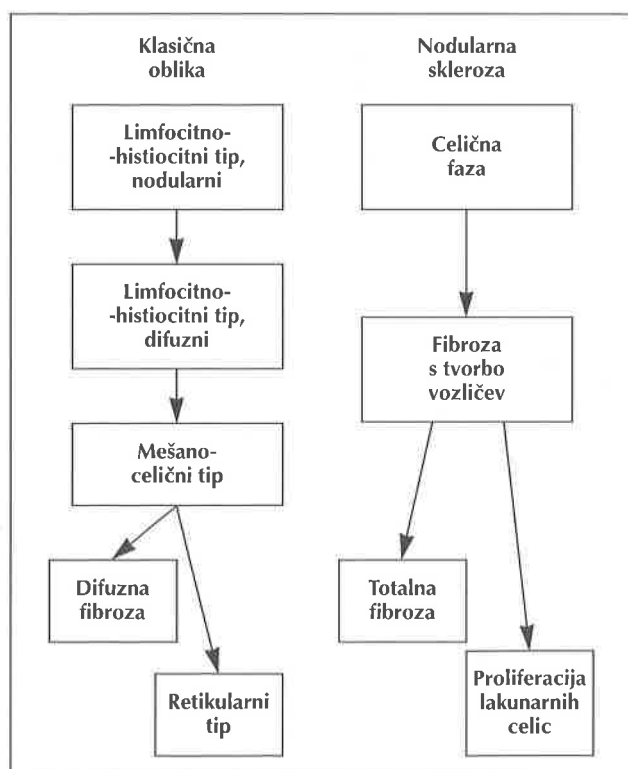 Klasična
oblika
Limfocitno-
-histiocitni tip,
nodularni
Limfocitno-
-histiocitni tip,
difuzni
Mešano-
celični tip
Difuzna
fibroza
Retikularni
tip
Nodularna
skleroza
Celična
faza
Fibroza
s tvorbo
vozličev
Totalna
fibroza
Proliferacija
lakunarnih
celic